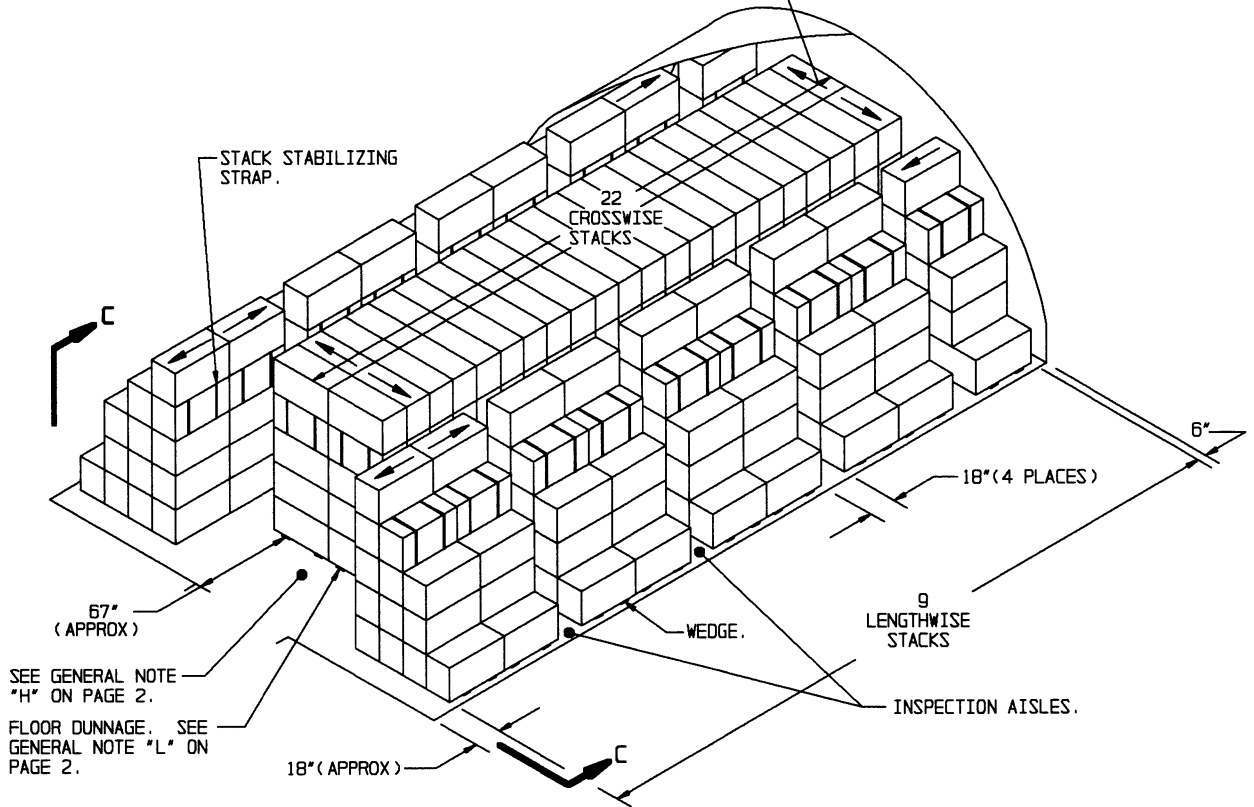 STACK STABILIZING
STRAP.
22
CROSSWISE
STACKS
C
6"
18"(4 PLACES)
67"
(APPROX)
9
LENGTHWISE
STACKS
WEDGE.
SEE GENERAL NOTE
"H" ON PAGE 2.
INSPECTION AISLES.
FLOOR DUNNAGE. SEE
GENERAL NOTE "L" ON
PAGE 2.
18"(APPROX)
C